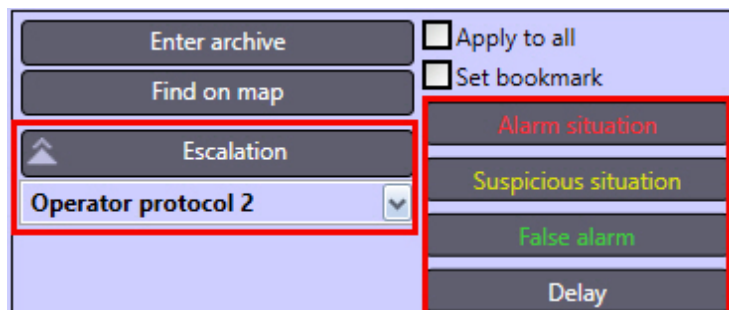 Enter archive
Find on map
Escalation
Operator protocol 2
Apply to all
Set bookmark
Alarm situation
Suspicious situation
False alarm
Delay